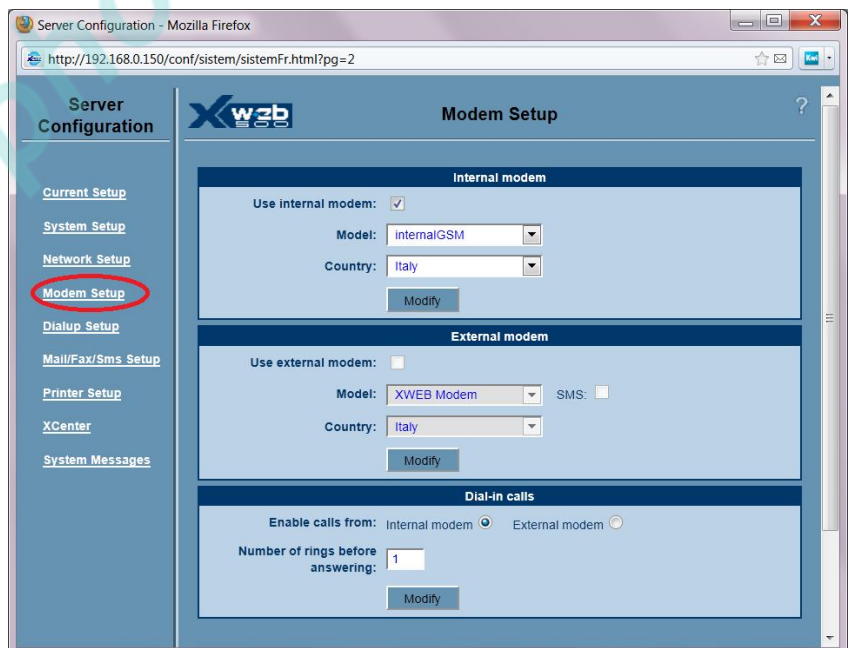 Server Configuration - Mozilla Firefox
http://192.168.0.150/conf/sistem/sistemFr.html?pg=2
Server
Configuration
Xweb
500
Modem Setup
?
Current Setup
System Setup
Network Setup
Modem Setup
Dialup Setup
Mail/Fax/Sms Setup
Printer Setup
XCenter
System Messages
Internal modem
Use internal modem:
Model: internalGSM
Country: Italy
Modify
External modem
Use external modem:
Model: XWEB Modem SMS:
Country: Italy
Modify
Dial-in calls
Enable calls from: Internal modem External modem
Number of rings before
answering: 1
Modify